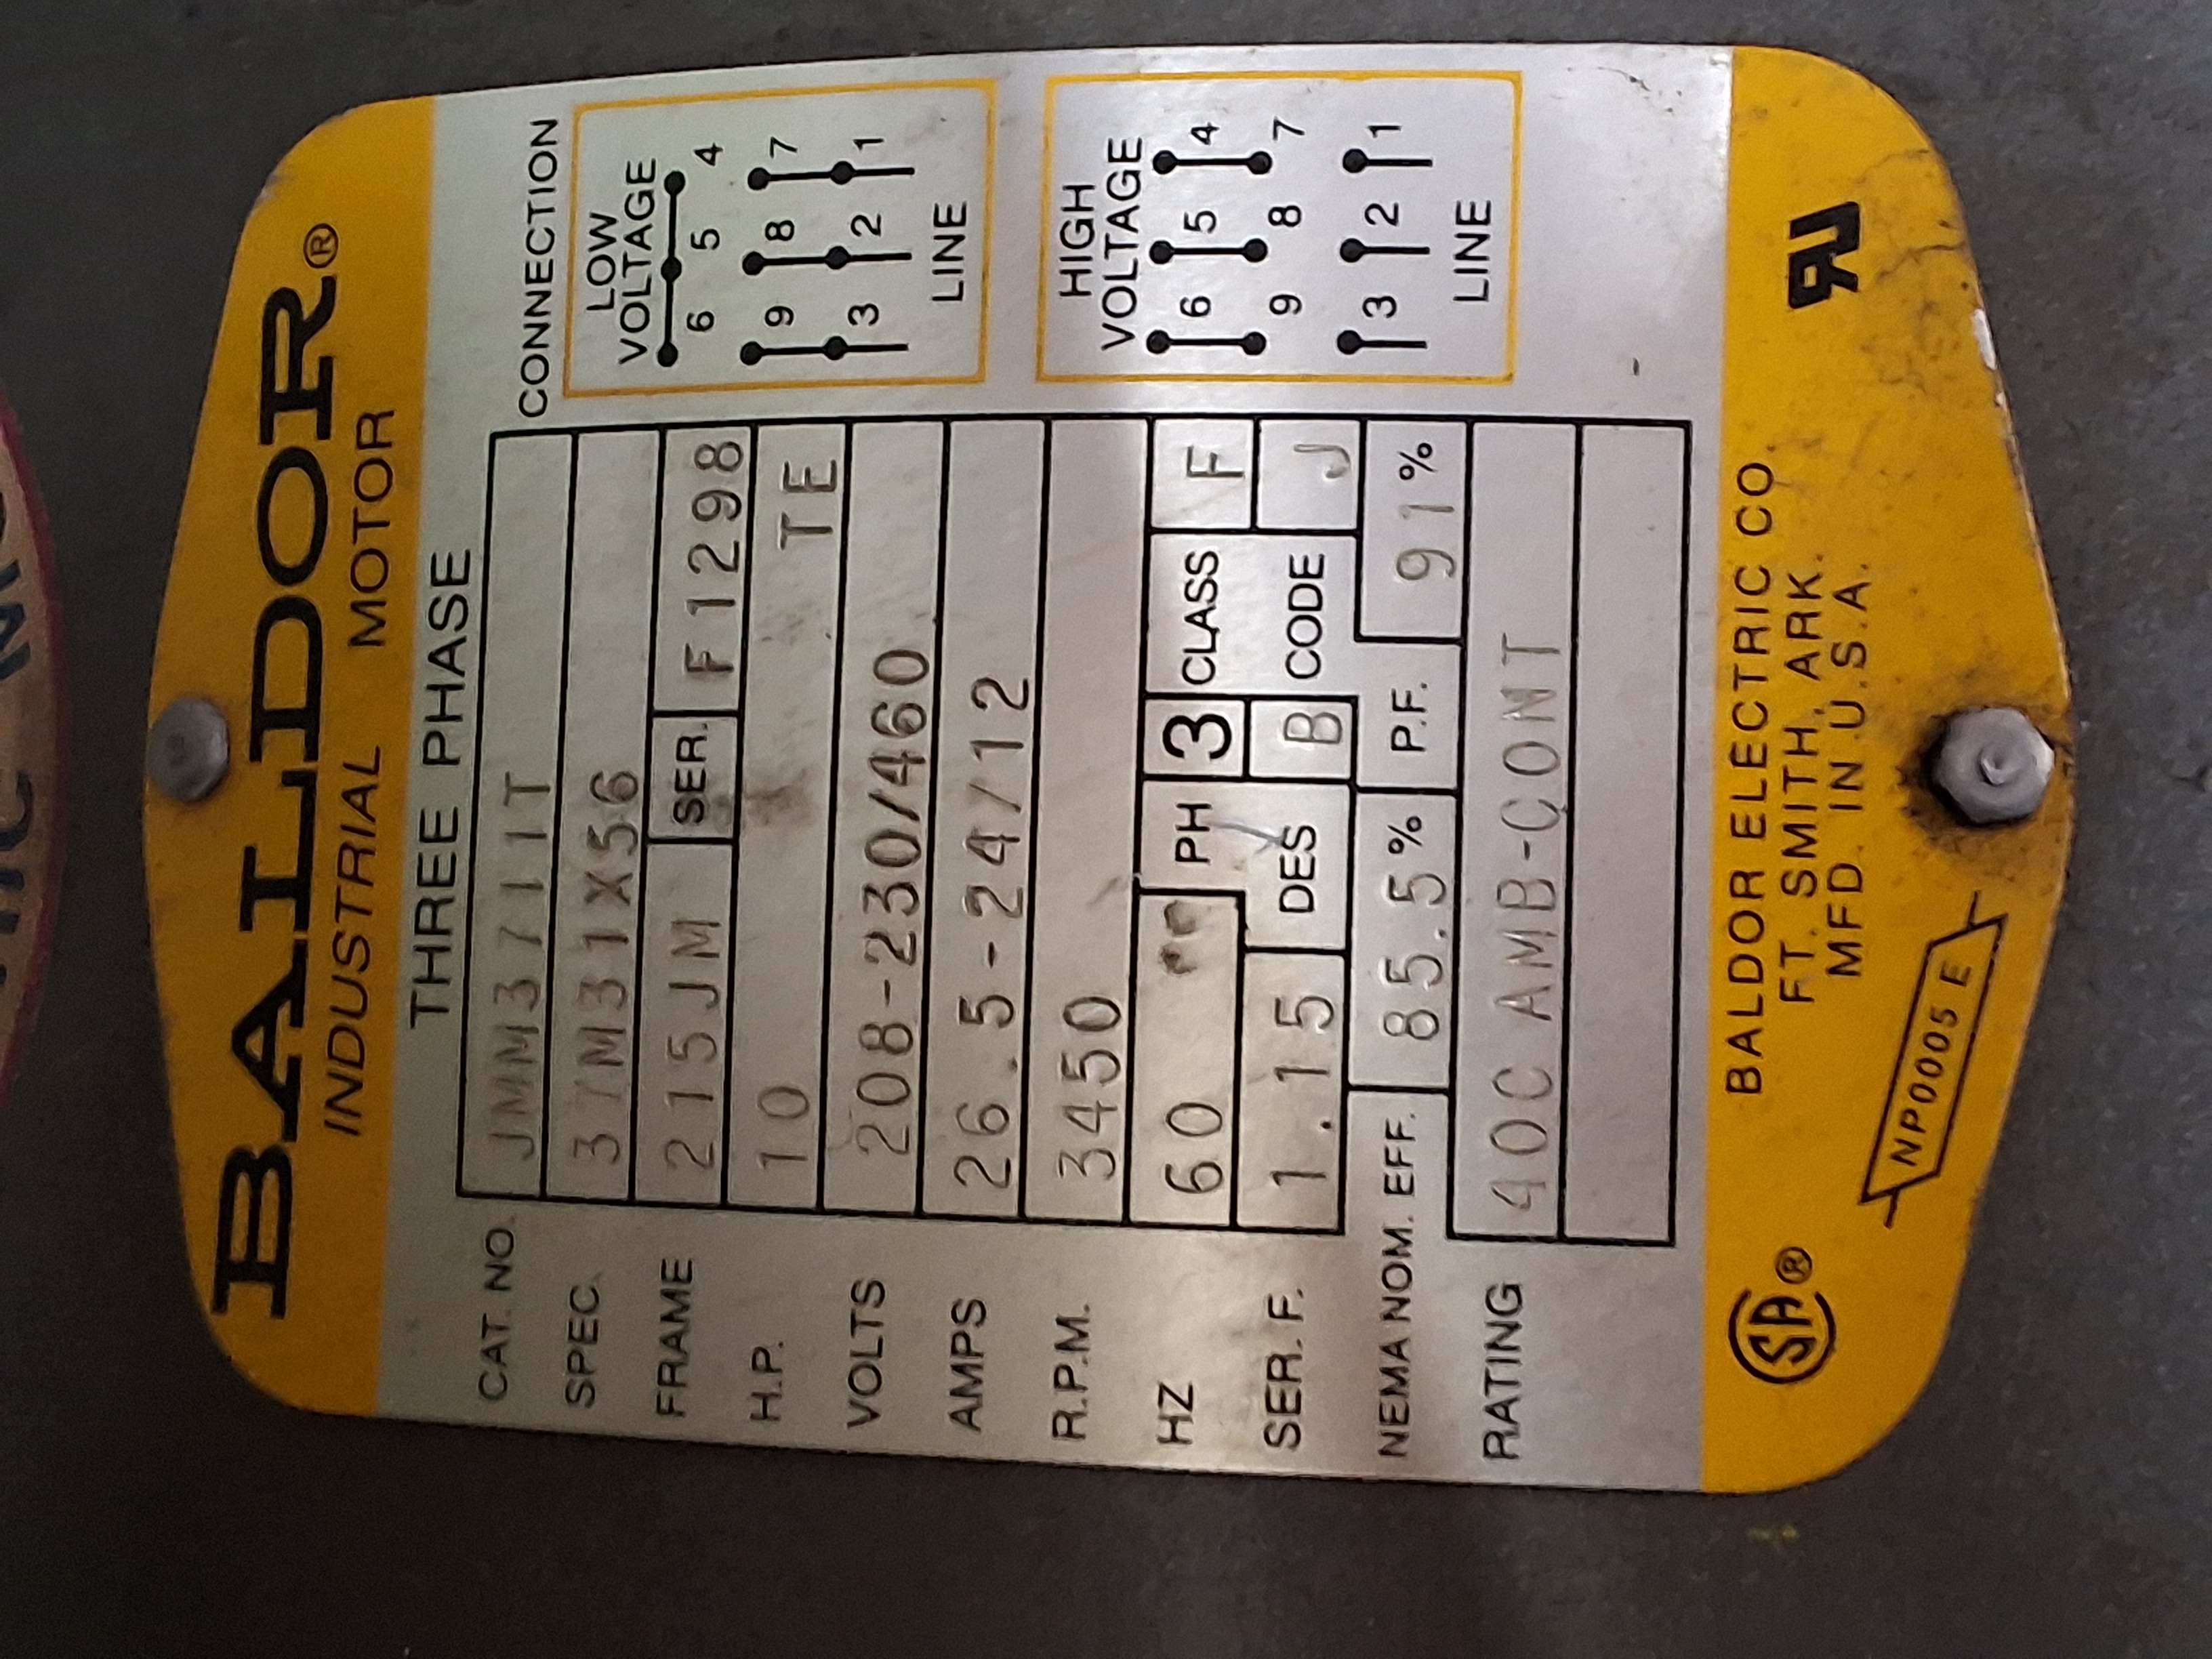 BALDOR®
INDUSTRIAL MOTOR
THREE PHASE
CAT. NO. JMM3711T
SPEC. 37M31X56
FRAME 215JM SER. F1298
H.P. 10 TE
VOLTS 208-230/460
AMPS 26.5-24/12
R.P.M. 3450
HZ 60 PH 3 CLASS F
SER. F. 1.15 DES B CODE J
NEMA NOM. EFF. 85.5% P.F. 91%
RATING 40C AMB-CONT
CONNECTION
LOW
VOLTAGE
6 5 4
9 8 7
3 2 1
LINE
HIGH
VOLTAGE
6 5 4
9 8 7
3 2 1
LINE
BALDOR ELECTRIC CO.
FT. SMITH, ARK.
MFD. IN U.S.A.
SA®
NP0005 E
RU